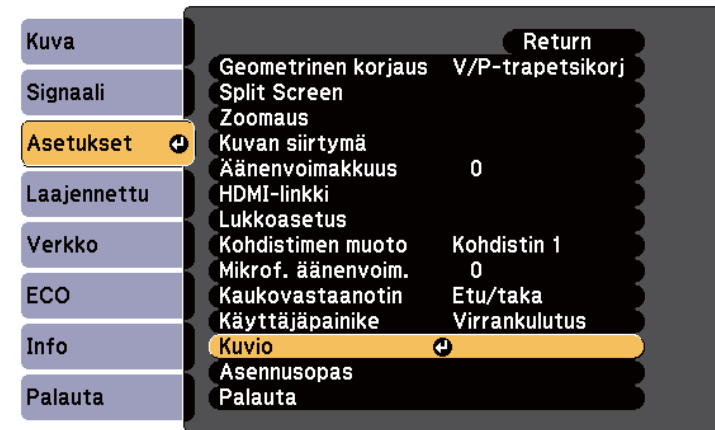 Kuva
Signaali
Asetukset
Laajennettu
Verkko
ECO
Info
Palauta
Return
Geometrinen korjaus V/P-trapetsikorj
Split Screen
Zoomaus
Kuvan siirtymä
Äänenvoimakkuus 0
HDMI-linkki
Lukkoasetus
Kohdistimen muoto Kohdistin 1
Mikrof. äänenvoim. 0
Kaukovastaanotin Etu/taka
Käyttäjäpainike Virrankulutus
Kuvio
Asennusopas
Palauta